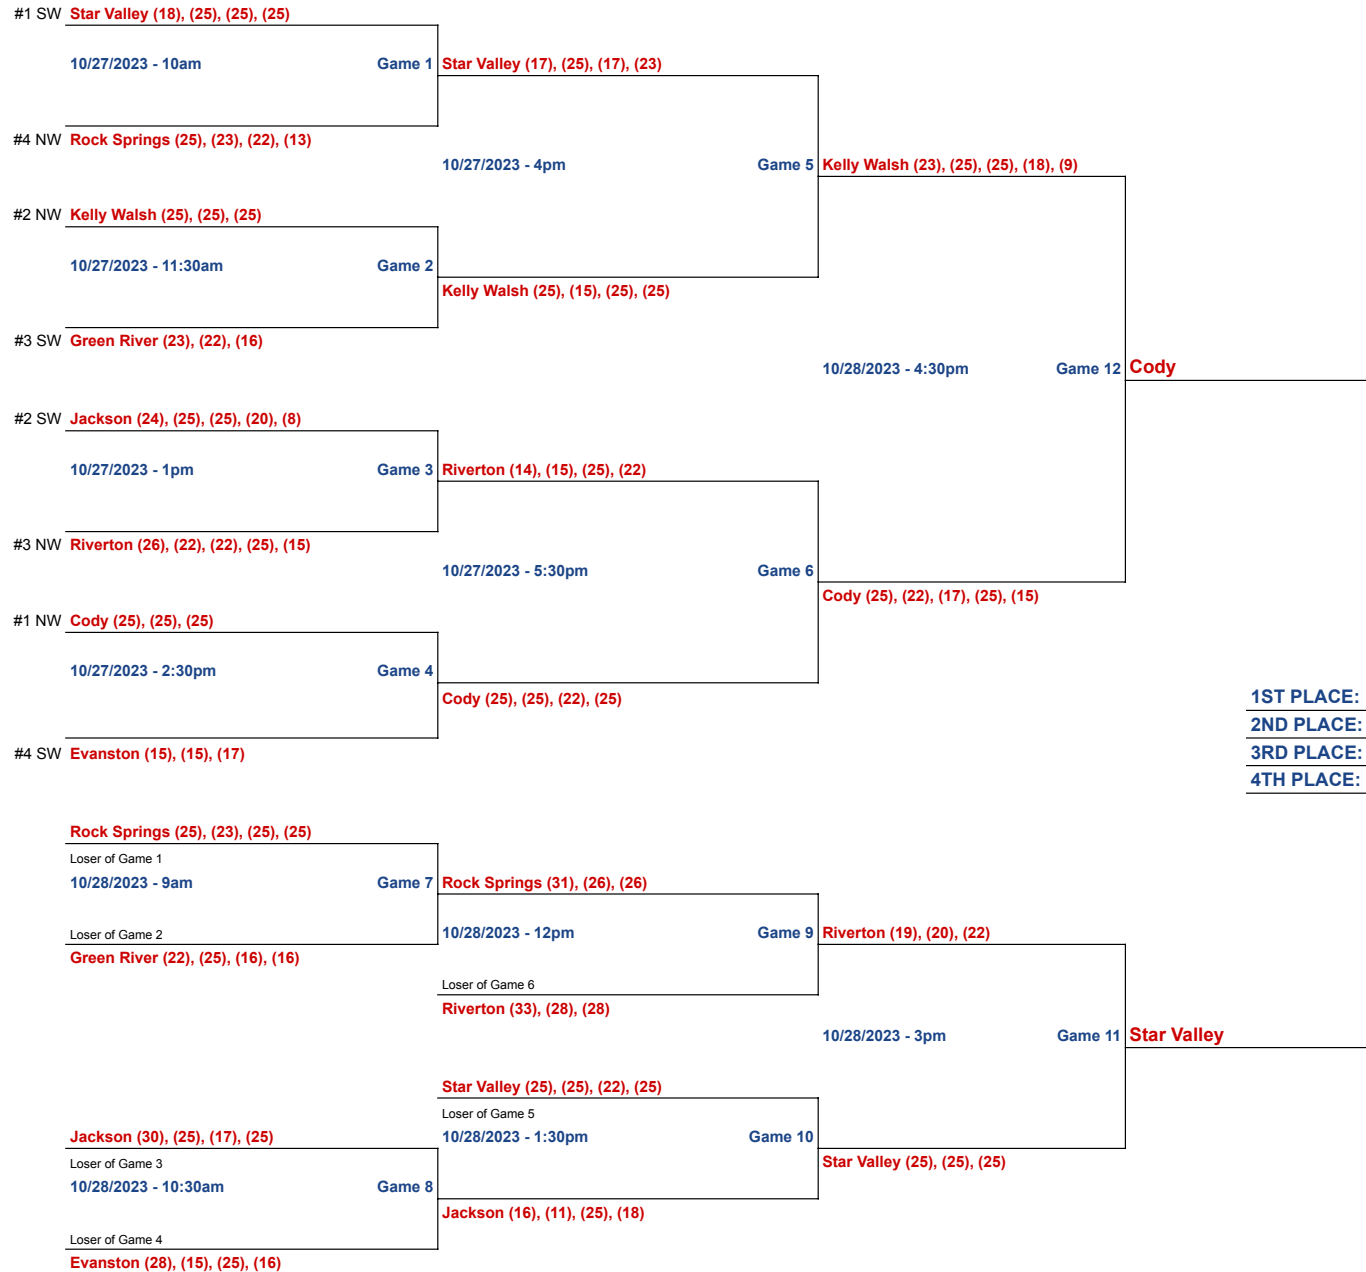 #1 SW Star Valley (18), (25), (25), (25)
10/27/2023 - 10am Game 1 Star Valley (17), (25), (17), (23)
#4 NW Rock Springs (25), (23), (22), (13)
10/27/2023 - 4pm Game 5 Kelly Walsh (23), (25), (25), (18), (9)
#2 NW Kelly Walsh (25), (25), (25)
10/27/2023 - 11:30am Game 2
Kelly Walsh (25), (15), (25), (25)
#3 SW Green River (23), (22), (16)
10/28/2023 - 4:30pm Game 12 Cody
#2 SW Jackson (24), (25), (25), (20), (8)
10/27/2023 - 1pm Game 3 Riverton (14), (15), (25), (22)
#3 NW Riverton (26), (22), (22), (25), (15)
10/27/2023 - 5:30pm Game 6
Cody (25), (22), (17), (25), (15)
#1 NW Cody (25), (25), (25)
10/27/2023 - 2:30pm Game 4
Cody (25), (25), (22), (25)
1ST PLACE:
2ND PLACE:
#4 SW Evanston (15), (15), (17)
3RD PLACE:
4TH PLACE:
Rock Springs (25), (23), (25), (25)
Loser of Game 1
10/28/2023 - 9am Game 7 Rock Springs (31), (26), (26)
Loser of Game 2
10/28/2023 - 12pm Game 9 Riverton (19), (20), (22)
Green River (22), (25), (16), (16)
Loser of Game 6
Riverton (33), (28), (28)
10/28/2023 - 3pm Game 11 Star Valley
Star Valley (25), (25), (22), (25)
Loser of Game 5
Jackson (30), (25), (17), (25)
10/28/2023 - 1:30pm Game 10
Loser of Game 3
Star Valley (25), (25), (25)
10/28/2023 - 10:30am Game 8
Jackson (16), (11), (25), (18)
Loser of Game 4
Evanston (28), (15), (25), (16)